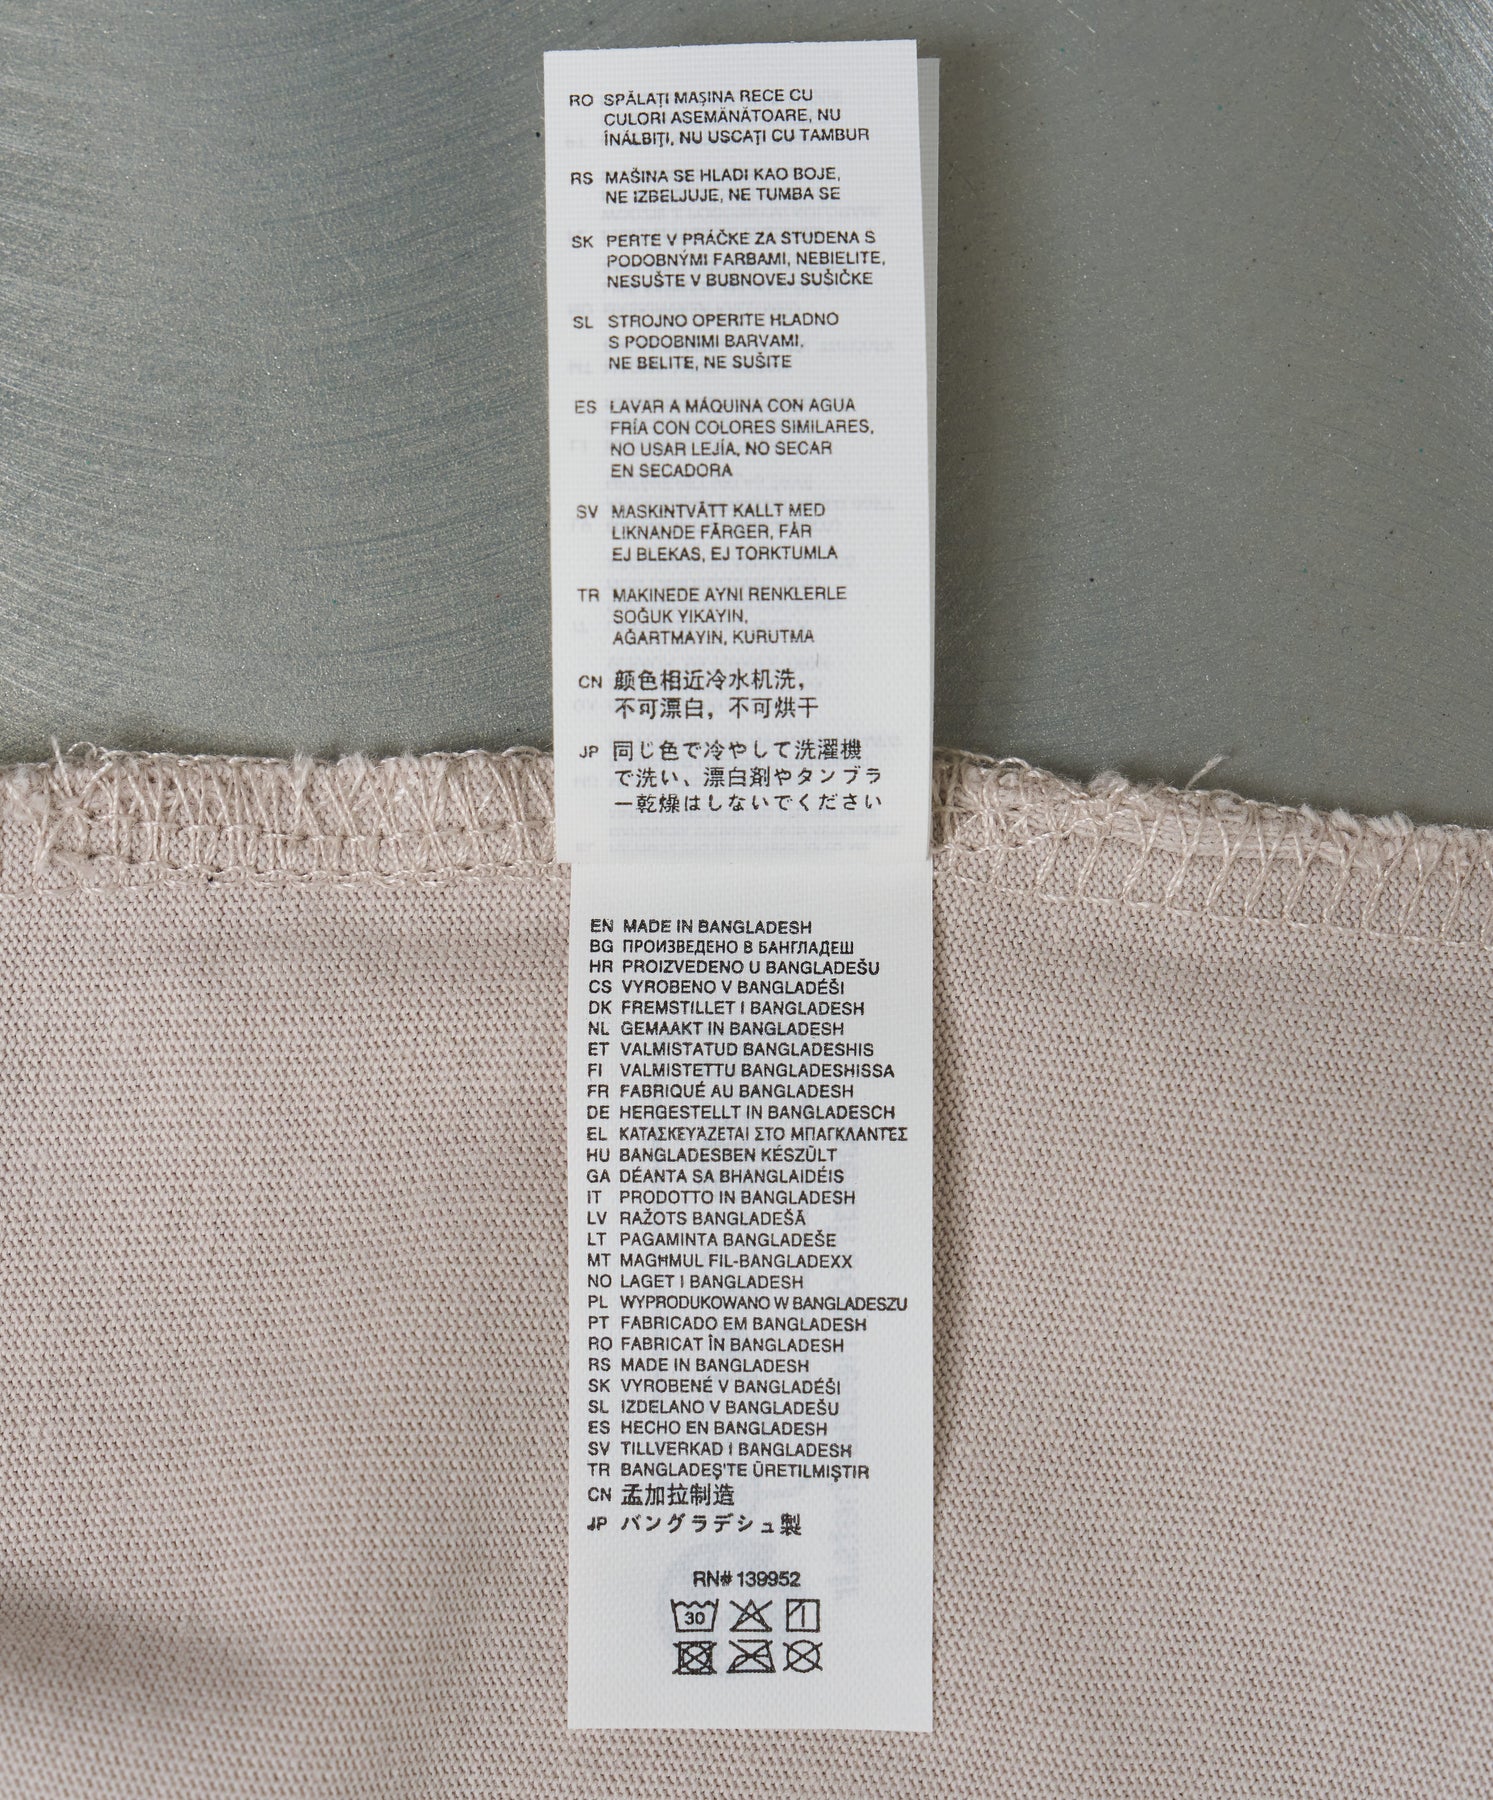 RO SPĂLAȚI MAȘINA RECE CU
CULORI ASEMĂNĂTOARE, NU
ÎNĂLBIȚI, NU USCAȚI CU TAMBUR
RS MAŠINA SE HLADI KAO BOJE,
NE IZBELJUJE, NE TUMBA SE
SK PERTE V PRÁČKE ZA STUDENA S
PODOBNÝMI FARBAMI, NEBIELITE,
NESUŠTE V BUBNOVEJ SUŠIČKE
SL STROJNO OPERITE HLADNO
S PODOBNIMI BARVAMI,
NE BELITE, NE SUŠITE
ES LAVAR A MÁQUINA CON AGUA
FRÍA CON COLORES SIMILARES,
NO USAR LEJÍA, NO SECAR
EN SECADORA
SV MASKINTVÄTT KALLT MED
LIKNANDE FÄRGER, FÅR
EJ BLEKAS, EJ TORKTUMLA
TR MAKINEDE AYNI RENKLERLE
SOĞUK YIKAYIN,
AĞARTMAYIN, KURUTMA
CN 颜色相近冷水机洗，
不可漂白，不可烘干
JP 同じ色で冷やして洗濯機
で洗い、漂白剤やタンブラ
ー乾燥はしないでください
EN MADE IN BANGLADESH
BG ПРОИЗВЕДЕНО В БАНГЛАДЕШ
HR PROIZVEDENO U BANGLADEŠU
CS VYROBENO V BANGLADÉŠI
DK FREMSTILLET I BANGLADESH
NL GEMAAKT IN BANGLADESH
ET VALMISTATUD BANGLADESHIS
FI VALMISTETTU BANGLADESHISSA
FR FABRIQUÉ AU BANGLADESH
DE HERGESTELLT IN BANGLADESCH
EL ΚΑΤΑΣΚΕΥΆΖΕΤΑΙ ΣΤΟ ΜΠΑΓΚΛΑΝΤΈΣ
HU BANGLADESBEN KÉSZÜLT
GA DÉANTA SA BHANGLAIDÉIS
IT PRODOTTO IN BANGLADESH
LV RAŽOTS BANGLADEŠĀ
LT PAGAMINTA BANGLADEŠE
MT MAGĦMUL FIL-BANGLADEXX
NO LAGET I BANGLADESH
PL WYPRODUKOWANO W BANGLADESZU
PT FABRICADO EM BANGLADESH
RO FABRICAT ÎN BANGLADESH
RS MADE IN BANGLADESH
SK VYROBENÉ V BANGLADÉŠI
SL IZDELANO V BANGLADEŠU
ES HECHO EN BANGLADESH
SV TILLVERKAD I BANGLADESH
TR BANGLADEŞ'TE ÜRETILMIŞTIR
CN 孟加拉制造
JP バングラデシュ製
RN# 139952
30